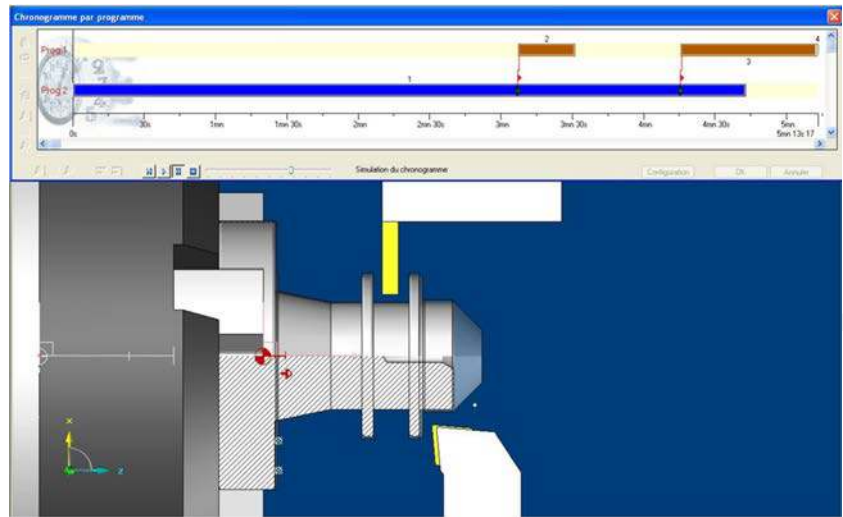 Chronogramme par programme
2
4
Prog 1
3
1
Prog 2
0s
30s
1mn
1mn 30s
2mn
2mn 30s
3mn
3mn 30s
4mn
4mn 30s
5mn
5mn 13s 17
Simulation du chronogramme
Configuration
OK
Annuler
X
Z